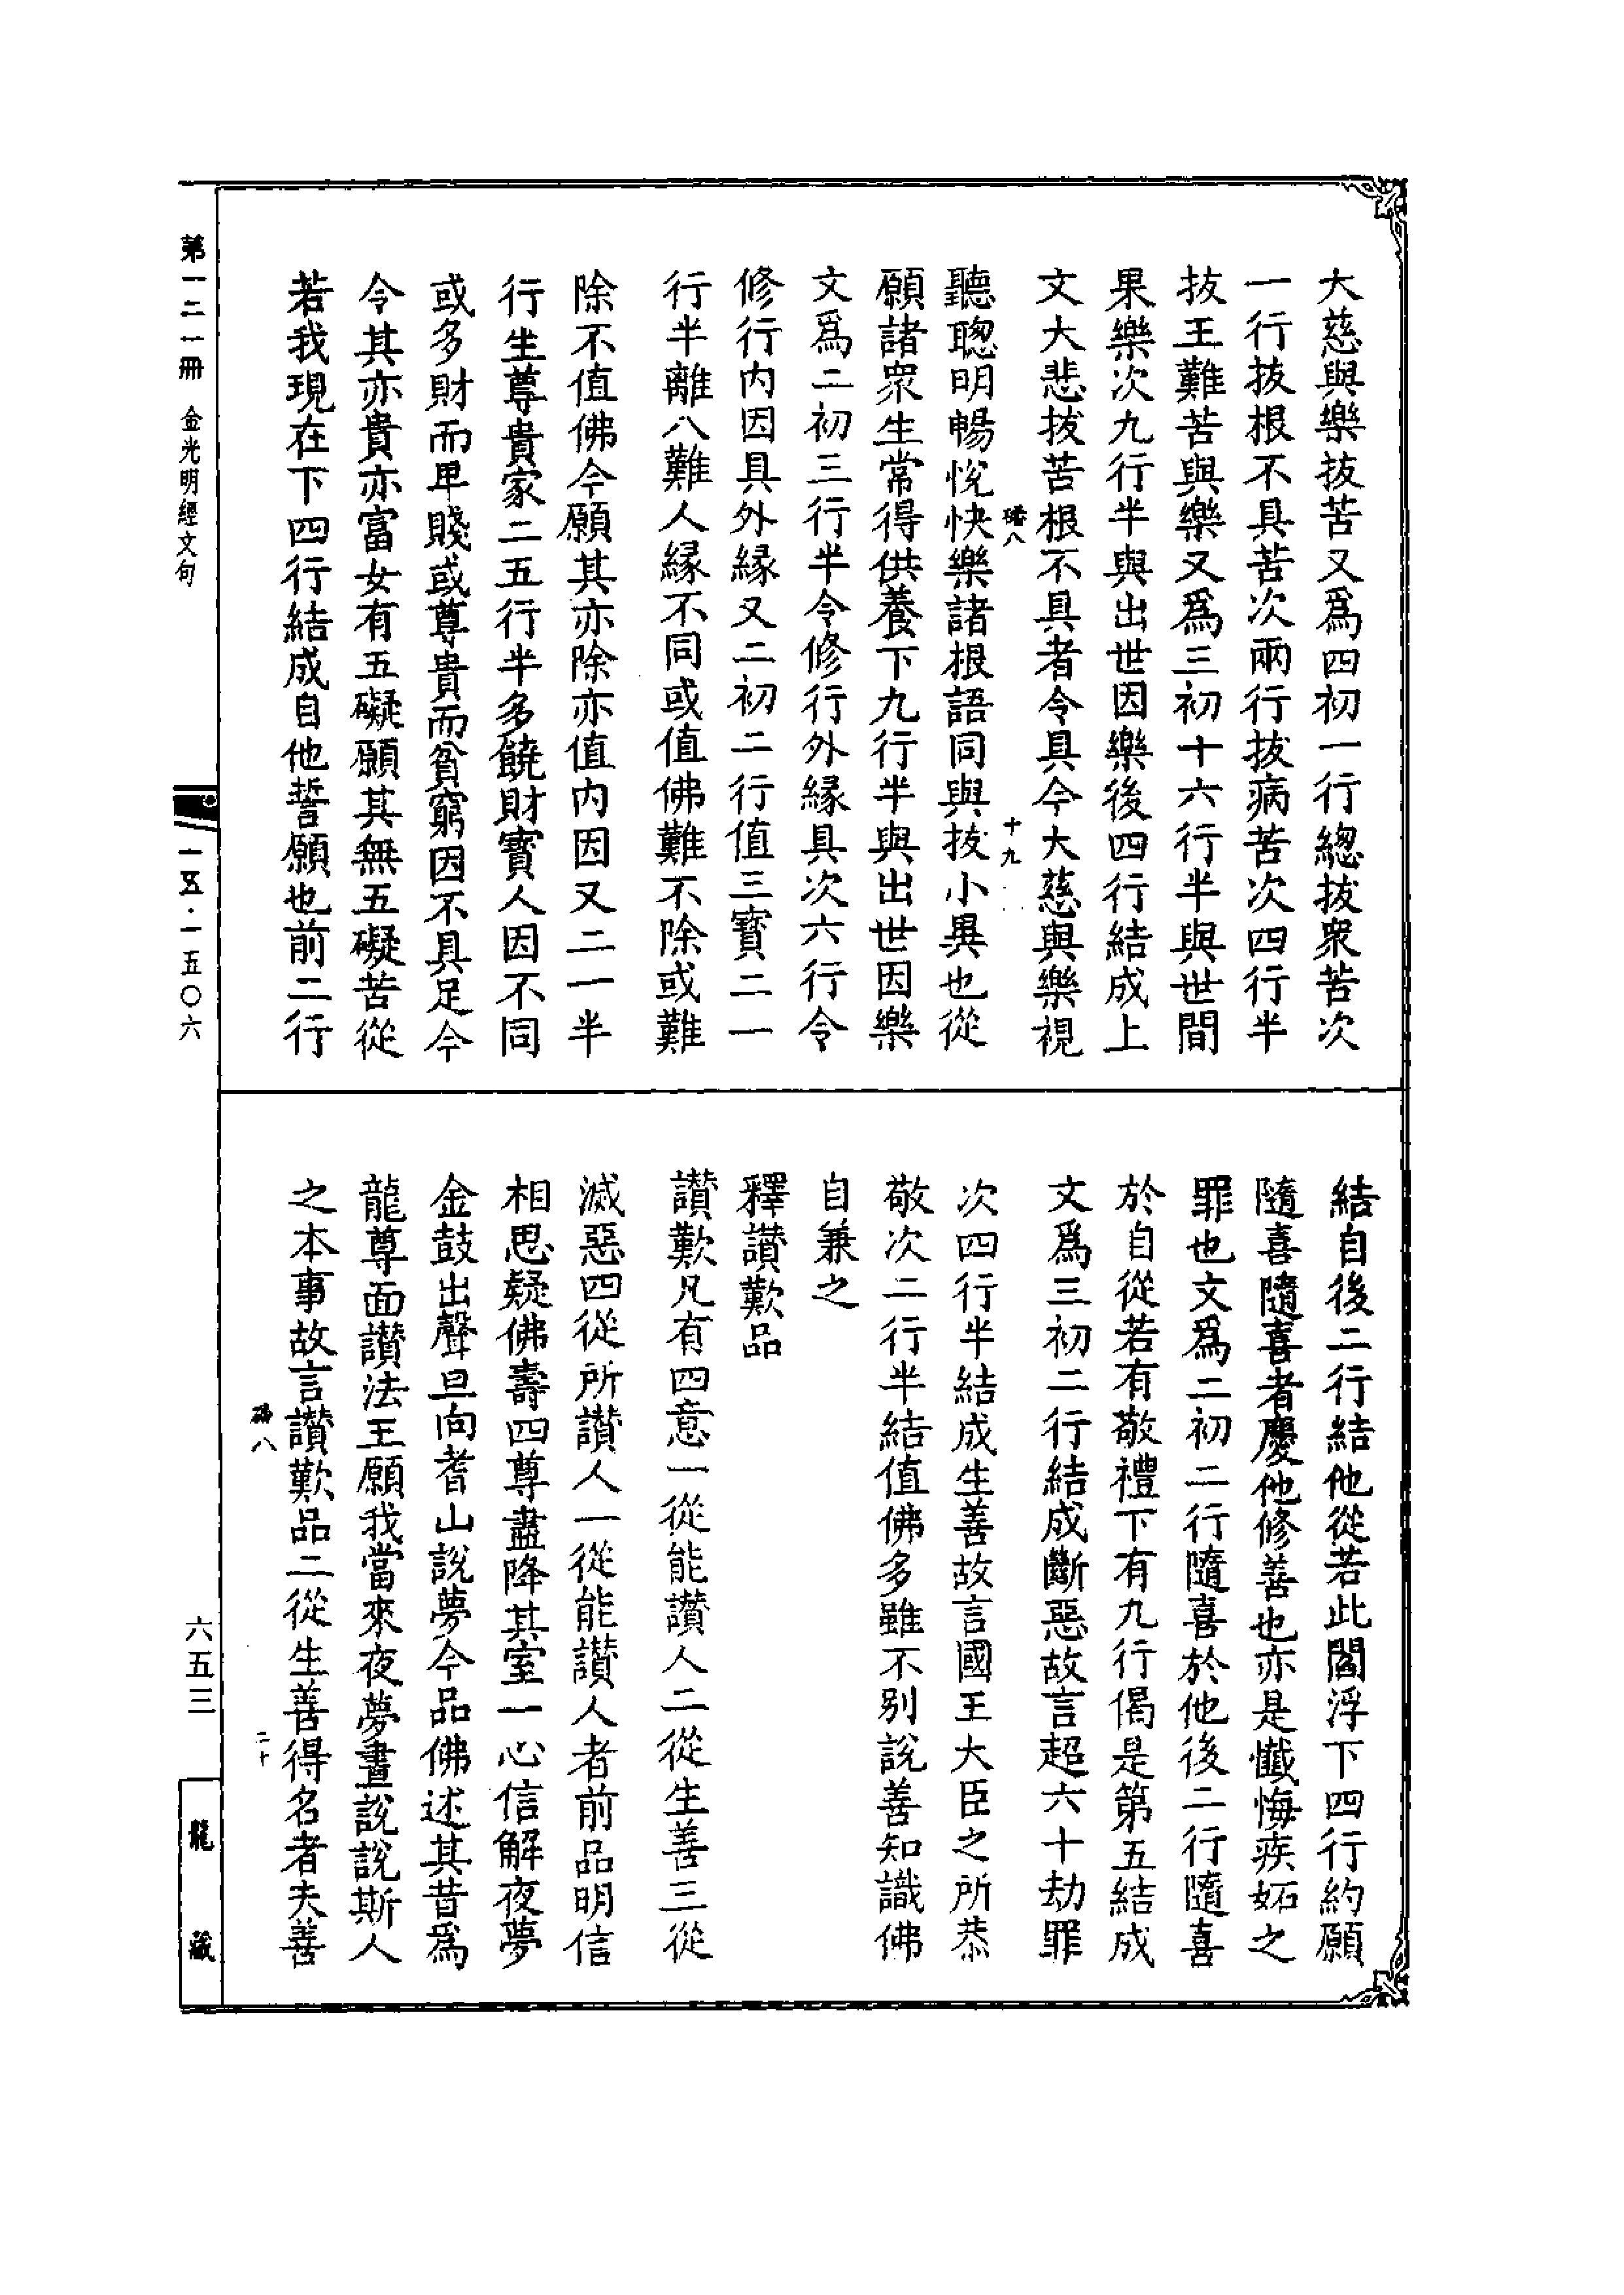 大慈與樂拔苦又爲四初一行總拔衆苦次
一行拔根不具苦次兩行拔病苦次四行半
拔王難苦與樂又爲三初十六行半與世間
果樂次九行半與出世因樂後四行結成上
文大悲拔苦根不具者令具今大慈與樂視
十九
聽聰明暢悅快樂諸根語同與拔小異也從
願諸衆生常得供養下九行半與出世因樂
文爲二初三行半令修行外緣具次六行令
修行内因具外緣又二初二行值三寶二一
行半離八難人緣不同或值佛難不除或難
除不值佛今願其亦除亦值内因又二一半
行生尊貴家二五行半多饒財寶人因不同
或多財而卑賤或尊貴而貧窮因不具足今
令其亦貴亦富女有五礙願其無五礙苦從
若我現在下四行結成自他誓願也前二行
結自後二行結他從若此閻浮下四行約願
隨喜隨喜者慶他修善也亦是懺悔疾妬之
罪也文爲二初二行隨喜於他後二行隨喜
於自從若有敬禮下有九行偈是第五結成
文爲三初二行結成斷惡故言超六十劫罪
次四行半結成生善故言國王大臣之所恭
敬次二行半結值佛多雖不别說善知識佛
自兼之
釋讃歎品
讃歎凡有四意一從能讃人二從生善三從
滅惡四從所讃人一從能讃人者前品明信
相思疑佛壽四尊盡降其室一心信解夜夢
金鼓出聲旦向耆山說夢今品佛述其昔爲
龍尊面讃法王願我當來夜夢晝說說斯人
之本事故言讃歎品二從生善得名者夫善
二十
第一二一冊 金光明經文句
一五·一五〇六
六五三
龍藏